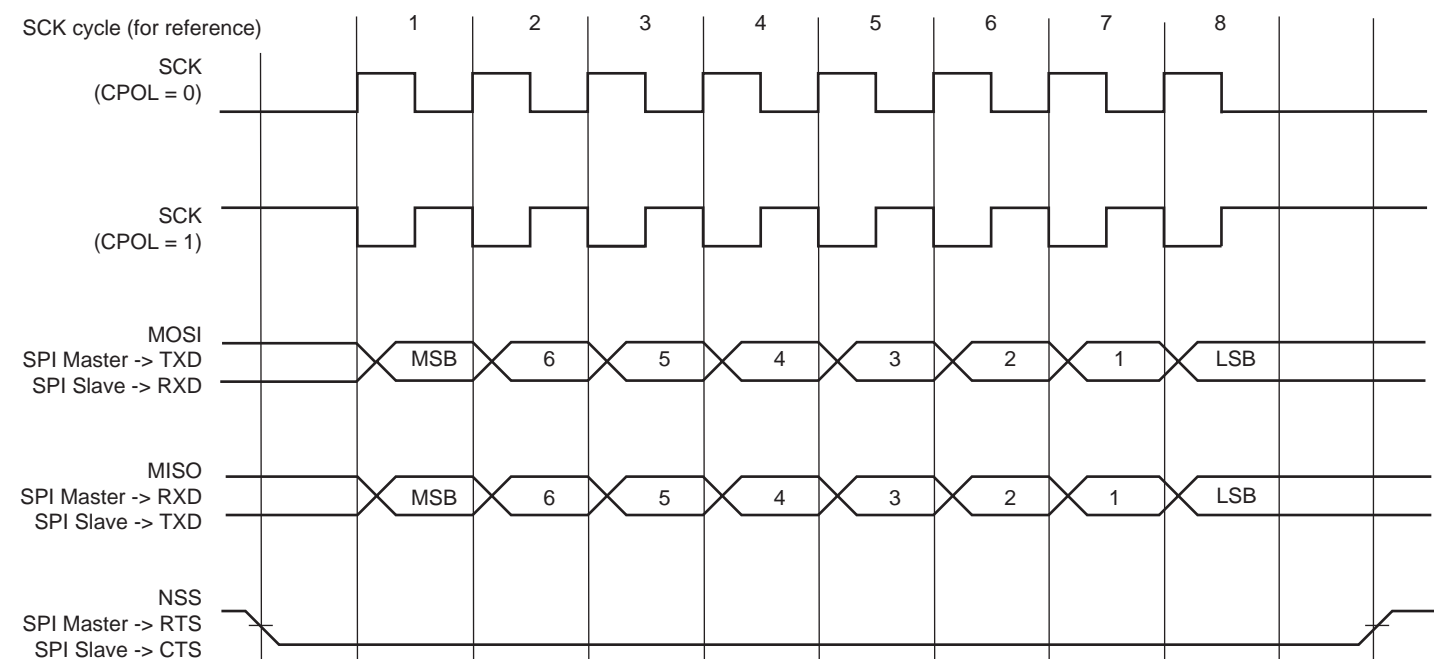 SCK cycle (for reference) 1 2 3 4 5 6 7 8
SCK
(CPOL = 0)
SCK
(CPOL = 1)
MOSI
SPI Master -> TXD
SPI Slave -> RXD
MSB 6 5 4 3 2 1 LSB
MISO
SPI Master -> RXD
SPI Slave -> TXD
MSB 6 5 4 3 2 1 LSB
NSS
SPI Master -> RTS
SPI Slave -> CTS